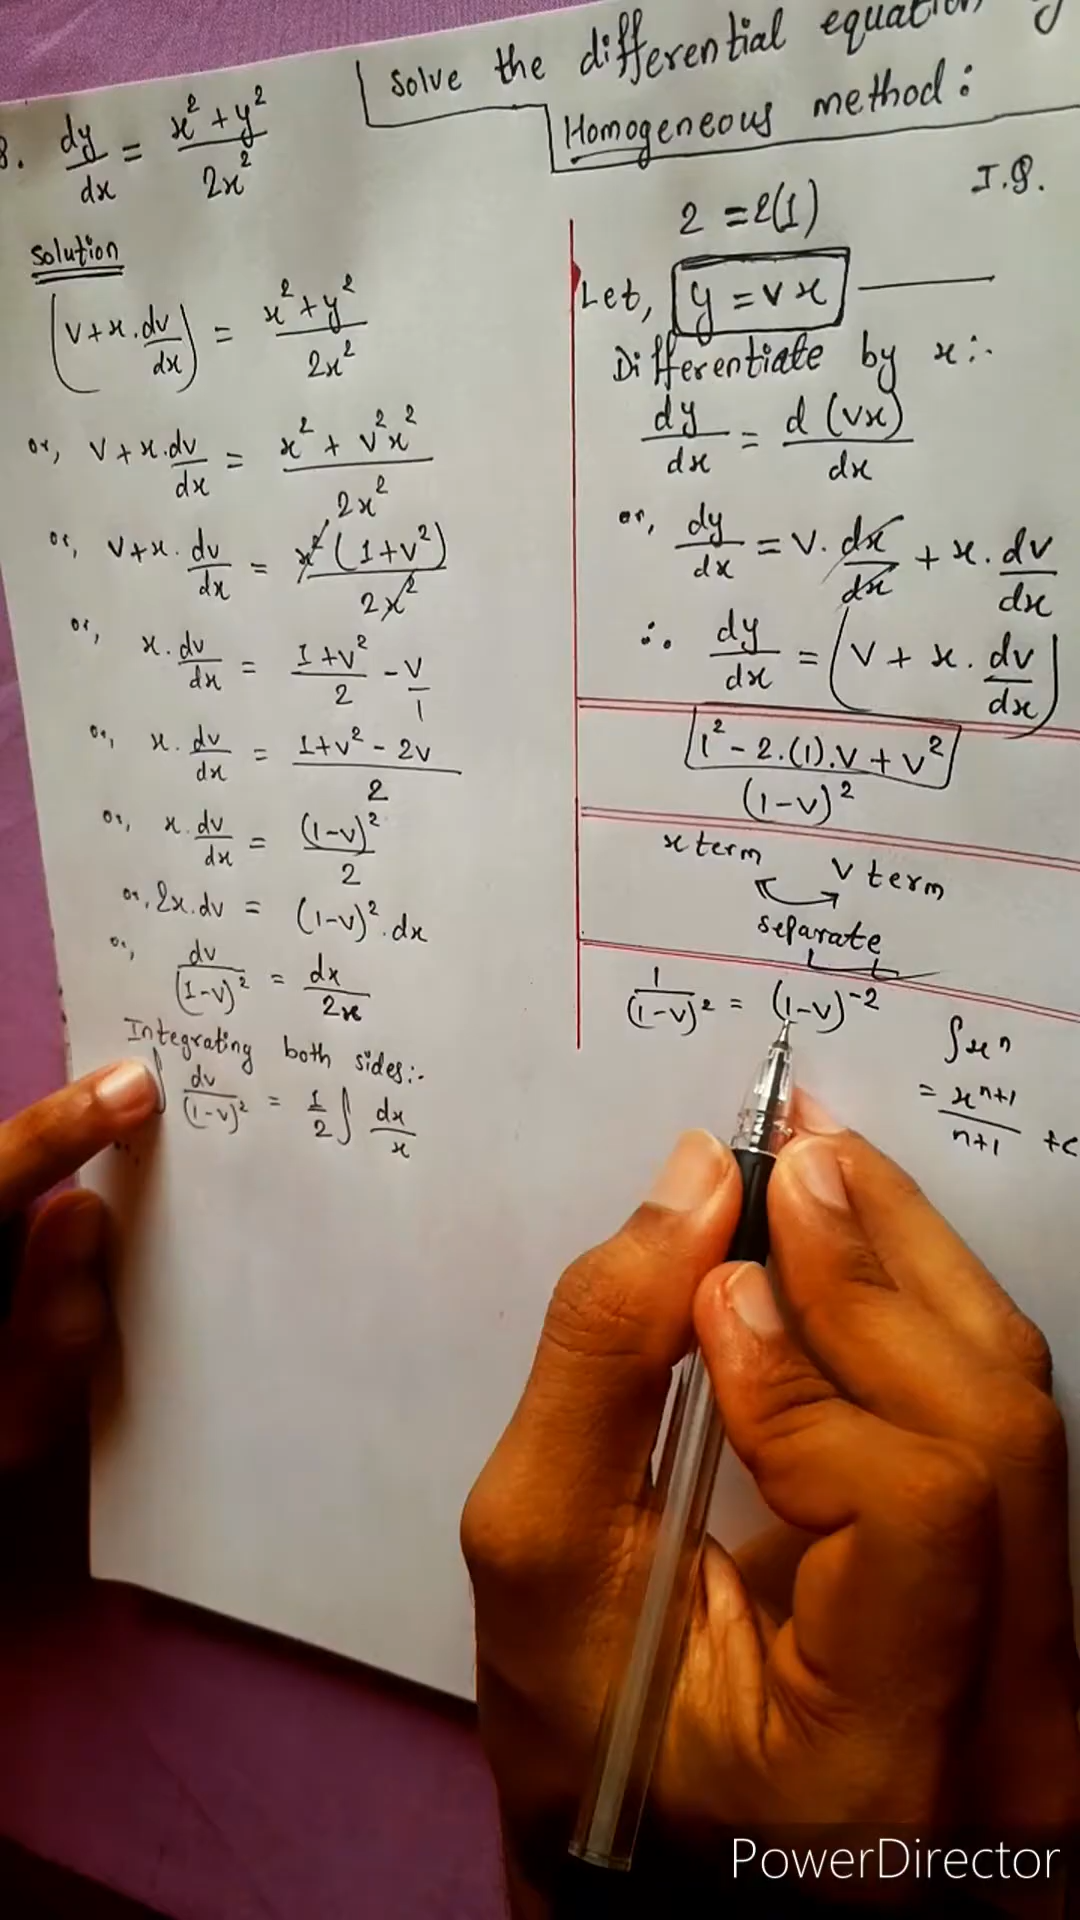 Solve the differential equation
Homogeneous method:
I.Q.
8. dy/dx = x²+y²/2x²
Solution
(v+x.dv/dx) = x²+y²/2x²
or, v+x.dv/dx = x² + v²x²/2x²
or, v+x.dv/dx = x²(1+v²)/2x²
or, x.dv/dx = 1+v²/2 - v/1
or, x.dv/dx = 1+v²-2v/2
or, x.dv/dx = (1-v)²/2
or, 2x.dv = (1-v)².dx
or, dv/(1-v)² = dx/2x
Integrating both sides:-
∫ dv/(1-v)² = 1/2 ∫ dx/x
2 = 2(1)
Let, y = vx
Differentiate by x:-
dy/dx = d(vx)/dx
or, dy/dx = v.dx/dx + x.dv/dx
∴ dy/dx = (v + x.dv/dx)
1² - 2.(1).v + v²
(1-v)²
x term v term
separate
1/(1-v)² = (1-v)⁻²
∫xⁿ
= xⁿ⁺¹/n+1 +c
PowerDirector